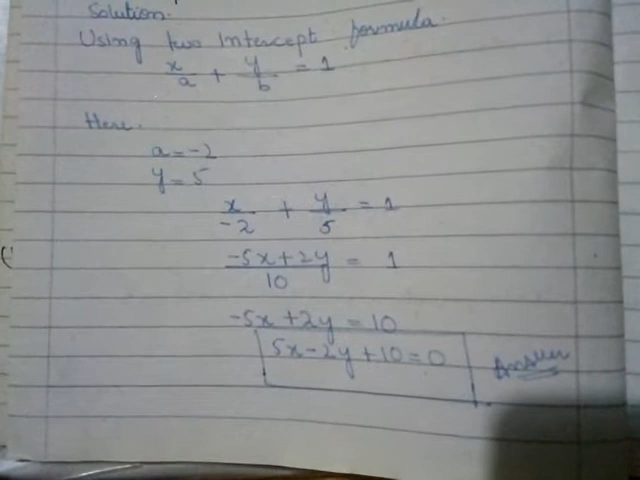 Solution.
Using two Intercept formula.
x/a + y/b = 1
Here.
a = -2
y = 5
x/-2 + y/5 = 1
-5x+2y/10 = 1
-5x+2y = 10
5x-2y+10=0 Answer